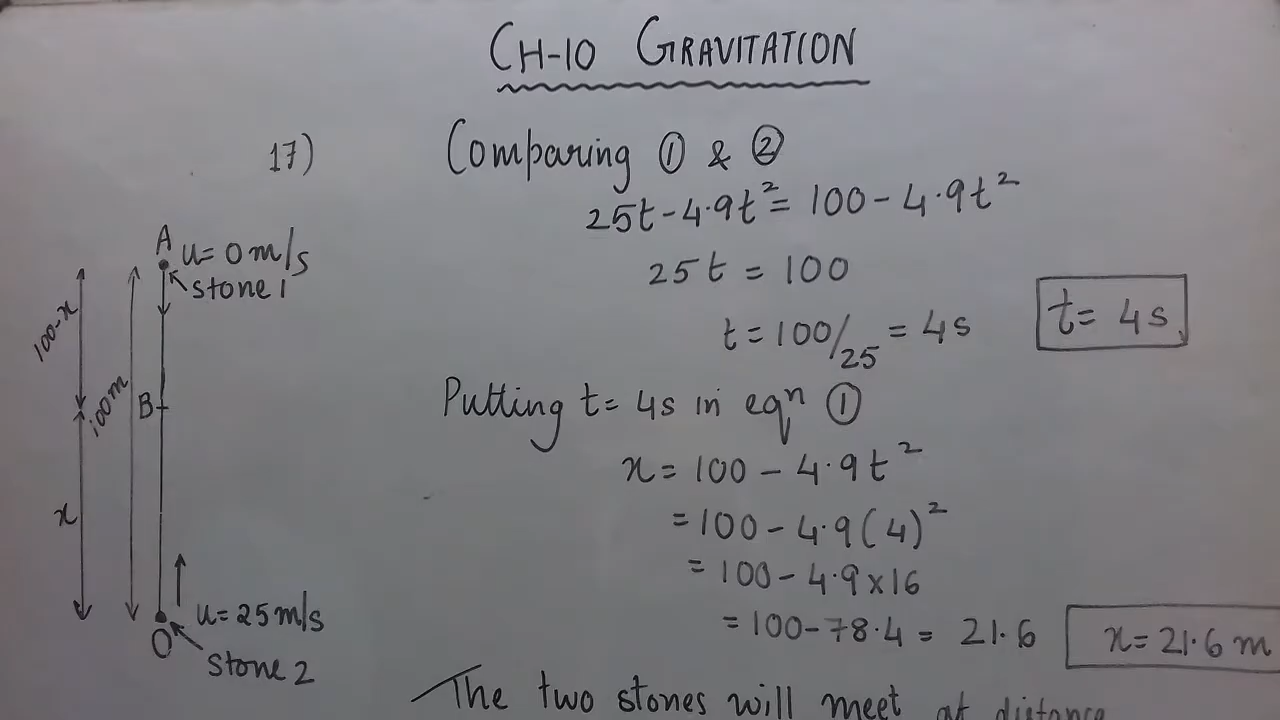 CH-10 GRAVITATION
17)
Comparing ① & ②
25t - 4.9t² = 100 - 4.9t²
25t = 100
t = 100/25 = 4s
t = 4s
A u = 0 m/s
stone 1
100-x
100m
B
x
u = 25 m/s
O
stone 2
Putting t = 4s in eqⁿ ①
x = 100 - 4.9t²
= 100 - 4.9(4)²
= 100 - 4.9 x 16
= 100 - 78.4 = 21.6
x = 21.6 m
The two stones will meet at distance